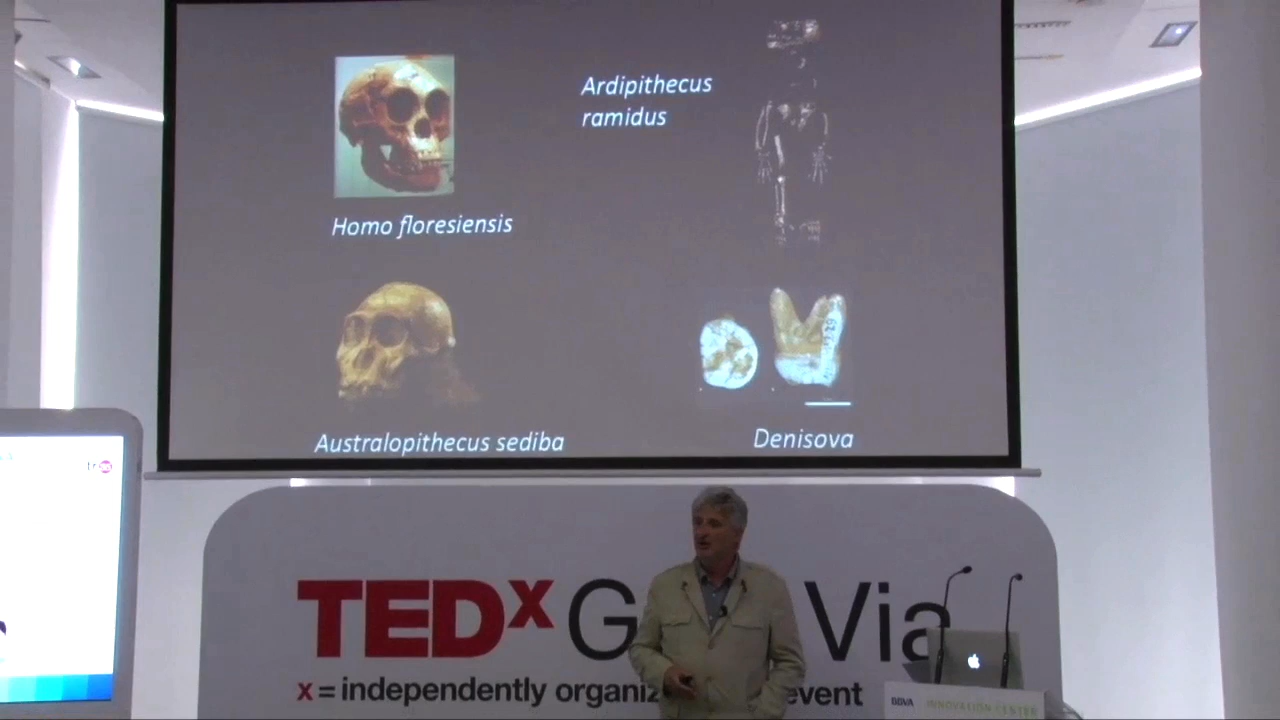 Ardipithecus
ramidus
Homo floresiensis
Australopithecus sediba
Denisova
TEDx G Via
x = independently organiz event
BBVA INNOVATION CENTER